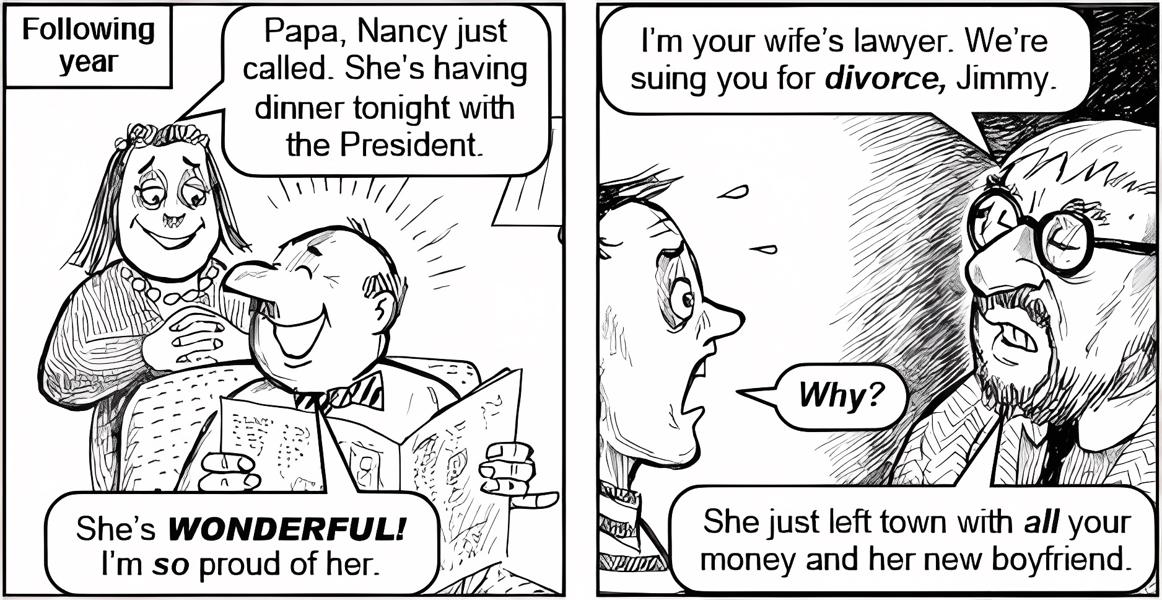 Following
year
Papa, Nancy just
called. She's having
dinner tonight with
the President.
She's WONDERFUL!
I'm so proud of her.
I'm your wife's lawyer. We're
suing you for divorce, Jimmy.
Why?
She just left town with all your
money and her new boyfriend.